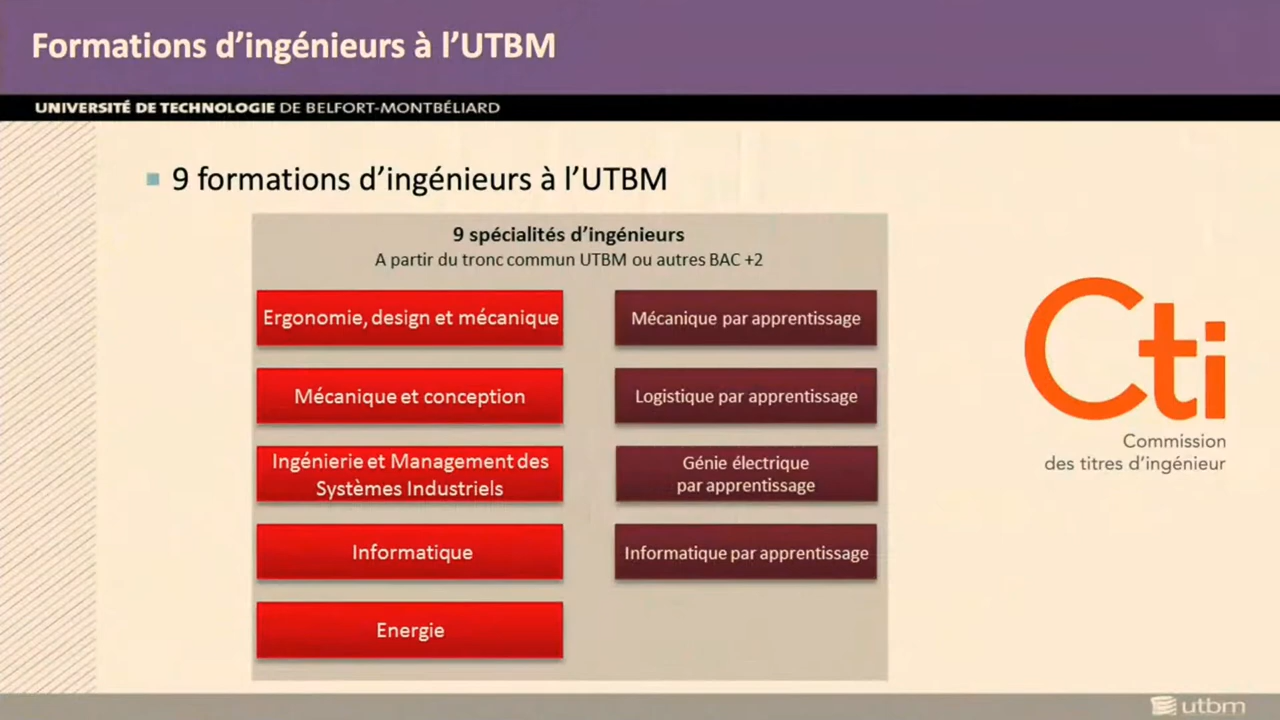 Formations d'ingénieurs à l'UTBM
UNIVERSITÉ DE TECHNOLOGIE DE BELFORT-MONTBÉLIARD
9 formations d'ingénieurs à l'UTBM
9 spécialités d'ingénieurs
A partir du tronc commun UTBM ou autres BAC +2
Ergonomie, design et mécanique
Mécanique par apprentissage
Mécanique et conception
Logistique par apprentissage
Ingénierie et Management des
Systèmes Industriels
Génie électrique
par apprentissage
Informatique
Informatique par apprentissage
Energie
Cti
Commission
des titres d'ingénieur
utbm